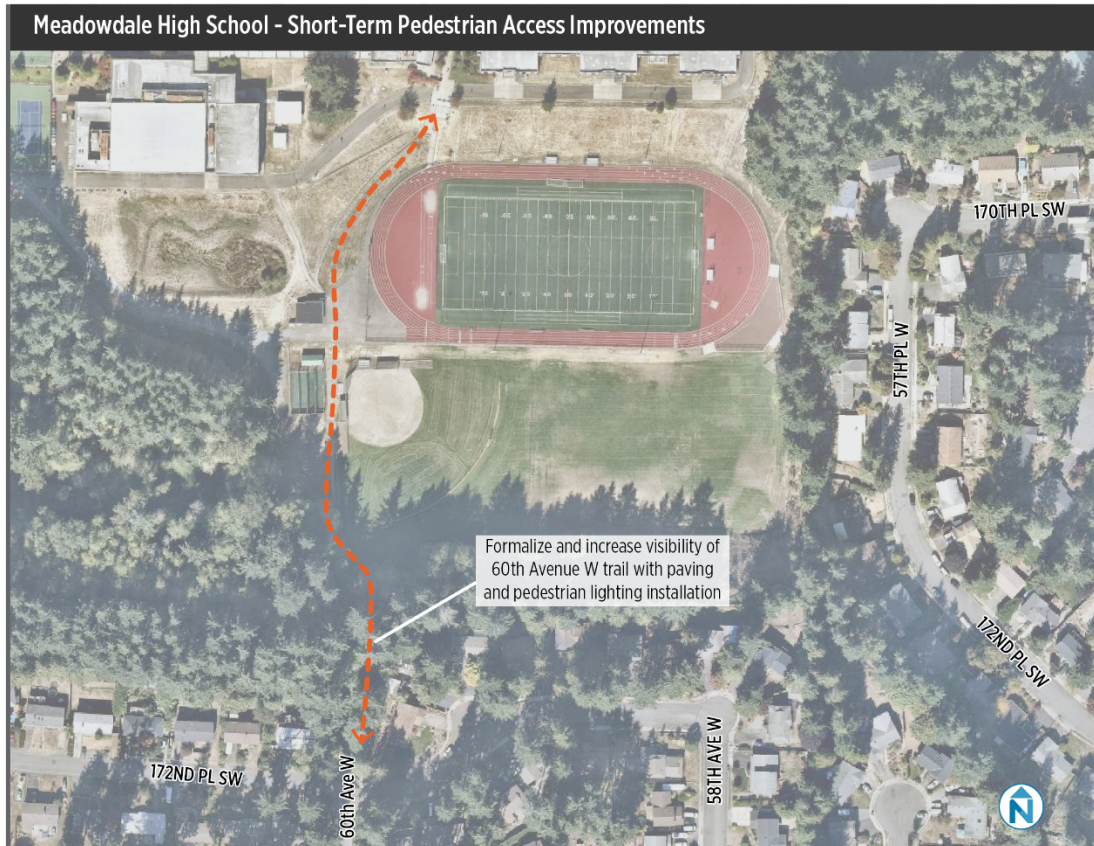 Meadowdale High School - Short-Term Pedestrian Access Improvements
170TH PL SW
57TH PL W
Formalize and increase visibility of
60th Avenue W trail with paving
and pedestrian lighting installation
172ND PL SW
172ND PL SW
60th Ave W
58TH AVE W
N